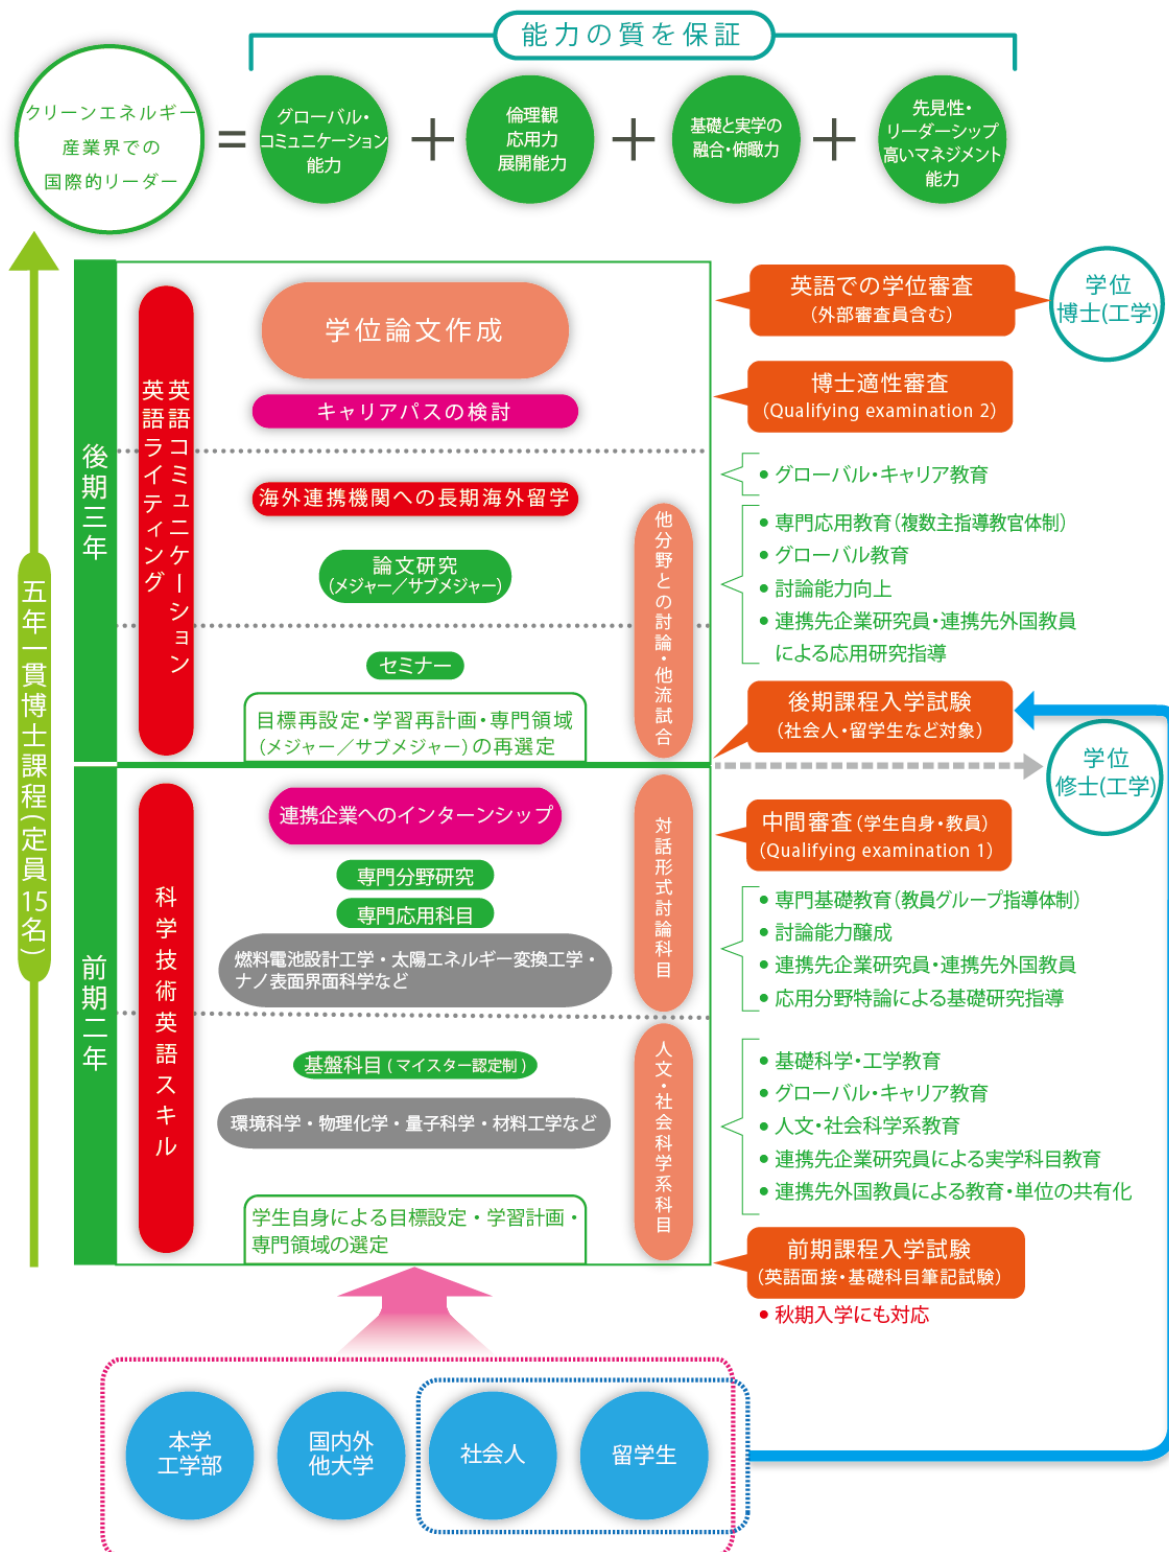 能力の質を保証
クリーンエネルギー
産業界での
国際的リーダー
=
グローバル・
コミュニケーション
能力
+
倫理観
応用力
展開能力
+
基礎と実学の
融合・俯瞰力
+
先見性・
リーダーシップ
高いマネジメント
能力
五年一貫博士課程(定員15名)
後期三年
英語コミュニケーション
英語ライティング
学位論文作成
キャリアパスの検討
海外連携機関への長期海外留学
論文研究
(メジャー／サブメジャー)
セミナー
目標再設定・学習再計画・専門領域
(メジャー／サブメジャー)の再選定
他分野との討論・他流試合
英語での学位審査
(外部審査員含む)
学位
博士(工学)
博士適性審査
(Qualifying examination 2)
• グローバル・キャリア教育
• 専門応用教育(複数主指導教官体制)
• グローバル教育
• 討論能力向上
• 連携先企業研究員・連携先外国教員
による応用研究指導
後期課程入学試験
(社会人・留学生など対象)
学位
修士(工学)
前期二年
科学技術英語スキル
連携企業へのインターンシップ
専門分野研究
専門応用科目
燃料電池設計工学・太陽エネルギー変換工学・
ナノ表面界面科学など
対話形式討論科目
基盤科目(マイスター認定制)
環境科学・物理化学・量子科学・材料工学など
学生自身による目標設定・学習計画・
専門領域の選定
人文・社会科学系科目
中間審査(学生自身・教員)
(Qualifying examination 1)
• 専門基礎教育(教員グループ指導体制)
• 討論能力醸成
• 連携先企業研究員・連携先外国教員
• 応用分野特論による基礎研究指導
• 基礎科学・工学教育
• グローバル・キャリア教育
• 人文・社会科学系教育
• 連携先企業研究員による実学科目教育
• 連携先外国教員による教育・単位の共有化
前期課程入学試験
(英語面接・基礎科目筆記試験)
• 秋期入学にも対応
本学
工学部
国内外
他大学
社会人
留学生